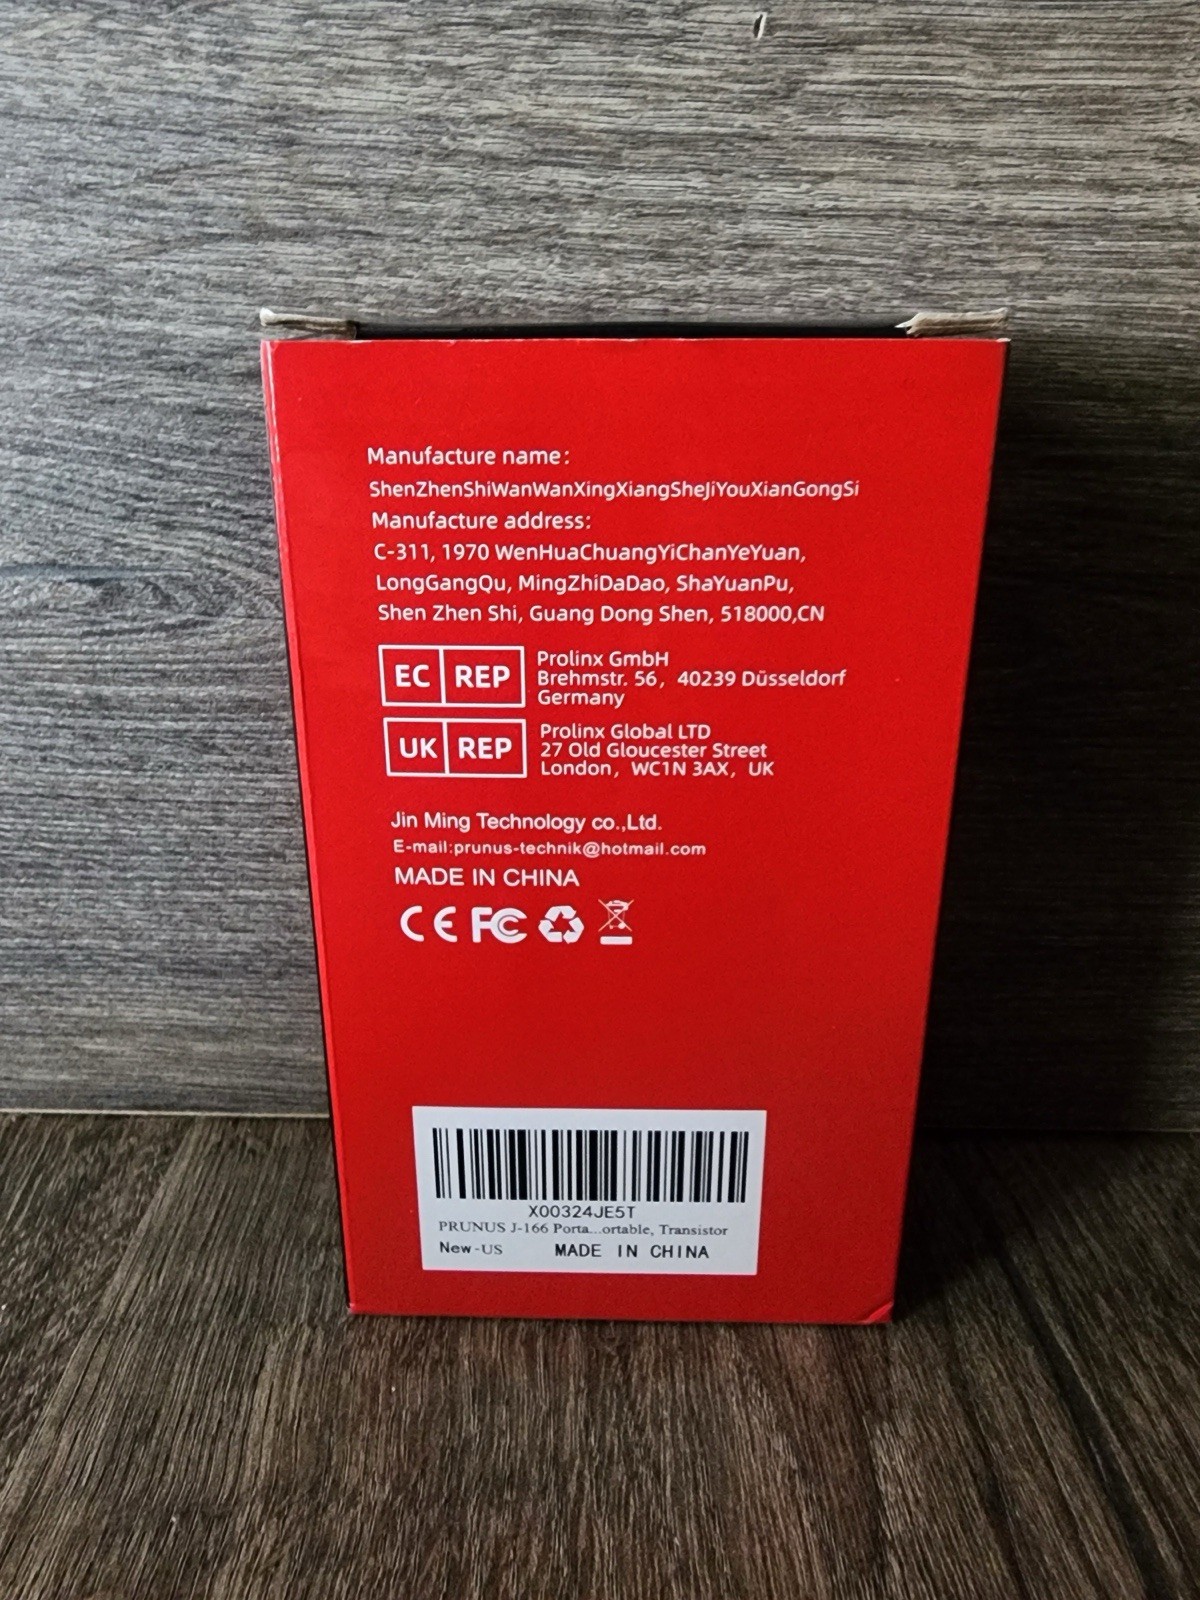 Manufacture name:
ShenZhenShiWanWanXingXiangSheJiYouXianGongSi
Manufacture address:
C-311, 1970 WenHuaChuangYiChanYeYuan,
LongGangQu, MingZhiDaDao, ShaYuanPu,
Shen Zhen Shi, Guang Dong Shen, 518000,CN
EC REP
Prolinx GmbH
Brehmstr. 56, 40239 Düsseldorf
Germany
UK REP
Prolinx Global LTD
27 Old Gloucester Street
London, WC1N 3AX, UK
Jin Ming Technology co.,Ltd.
E-mail:prunus-technik@hotmail.com
MADE IN CHINA
CE FC
X00324JE5T
PRUNUS J-166 Porta...ortable, Transistor
New-US MADE IN CHINA